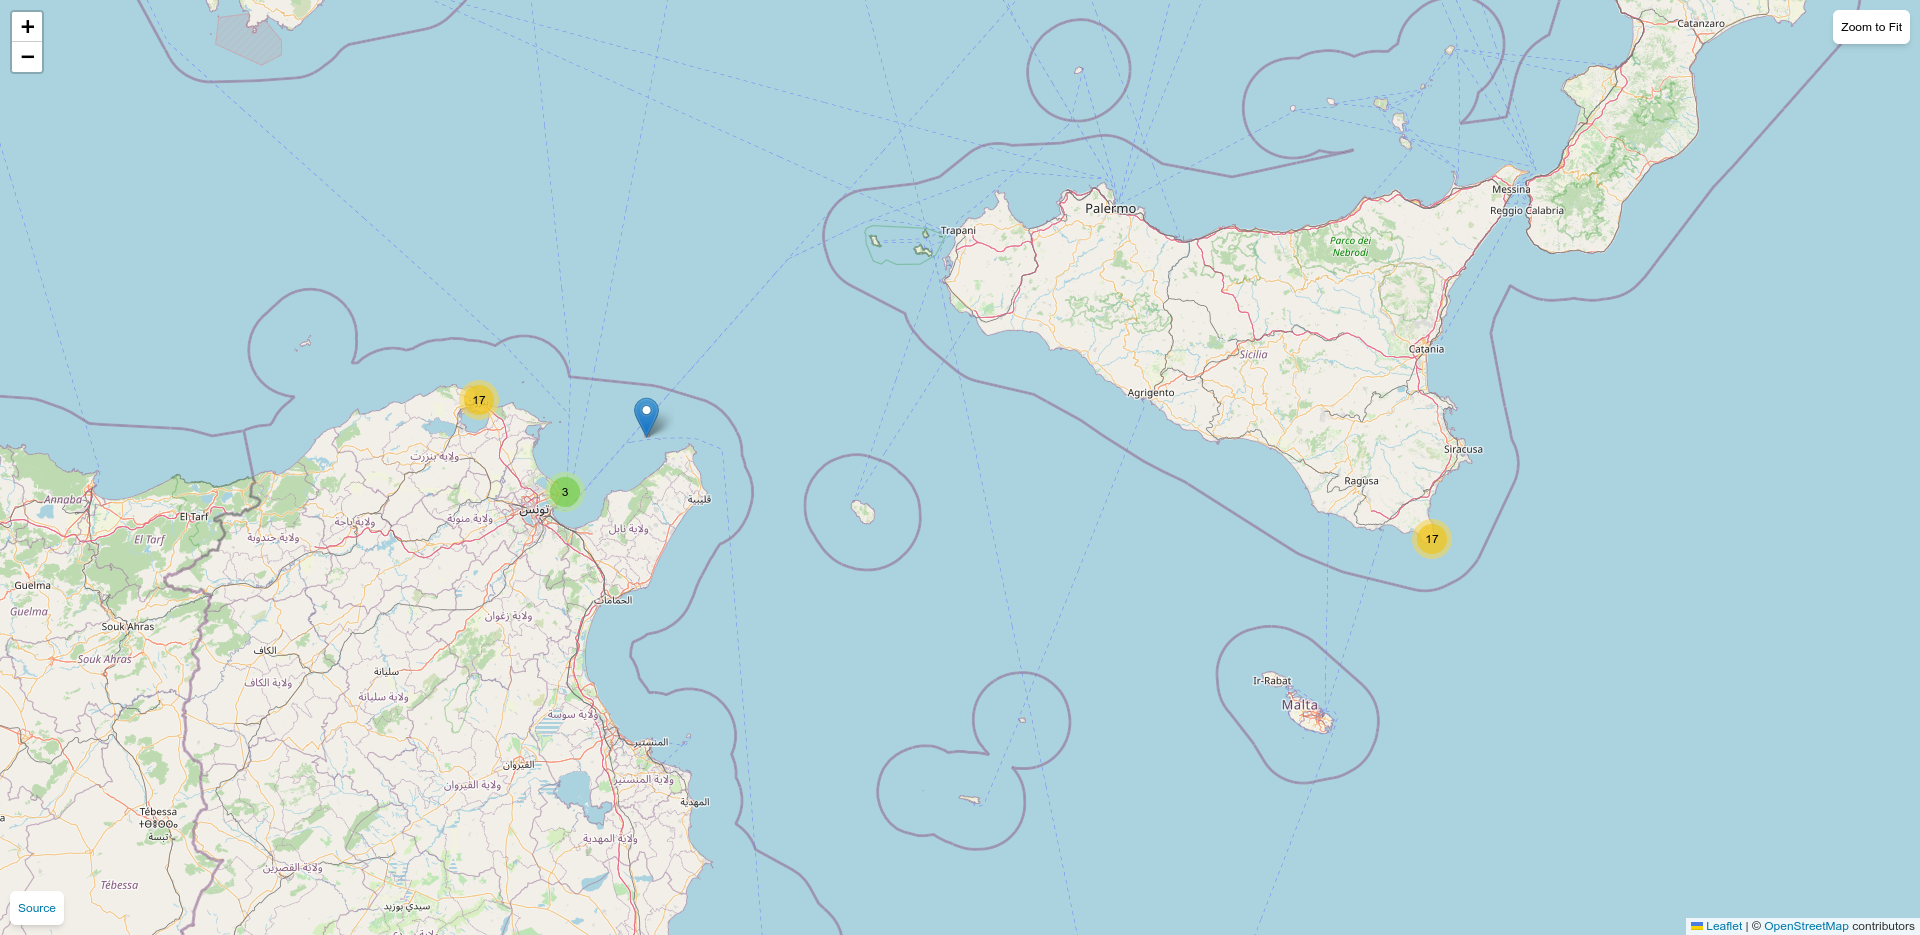 +
−
Zoom to Fit
Catanzaro
Messina
Reggio Calabria
Palermo
Trapani
Parco dei
Nebrodi
Catania
Sicilia
Agrigento
Siracusa
Ragusa
17
3
17
ولاية بنزرت
Annaba
El Tarf
El Tarf
ولاية باجة
ولاية منوبة
تونس
قليبية
ولاية جندوبة
ولاية نابل
Guelma
Guelma
الحمامات
Souk Ahras
ولاية زغوان
Souk Ahras
الكاف
سليانة
ولاية الكاف
ولاية سليانة
ولاية سوسة
المنستير
القيروان
ولاية القيروان
ولاية المنستير
المهدية
Ir-Rabat
Malta
Tébessa
ⵜⴱⵓⵙⵙⴰ
تبسة
ولاية المهدية
ولاية القصرين
Tébessa
سيدي بوزيد
Source
Leaflet | © OpenStreetMap contributors